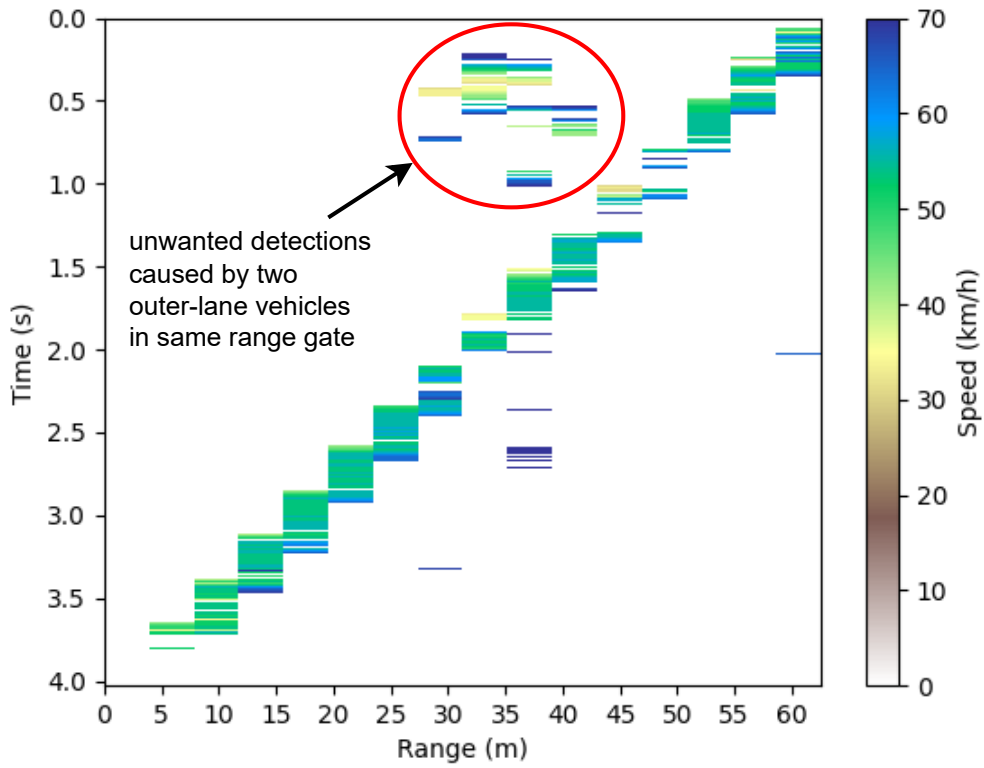 0.0
0.5
1.0
1.5
2.0
2.5
3.0
3.5
4.0
Time (s)
unwanted detections
caused by two
outer-lane vehicles
in same range gate
0 5 10 15 20 25 30 35 40 45 50 55 60
Range (m)
70
60
50
40
30
20
10
0
Speed (km/h)